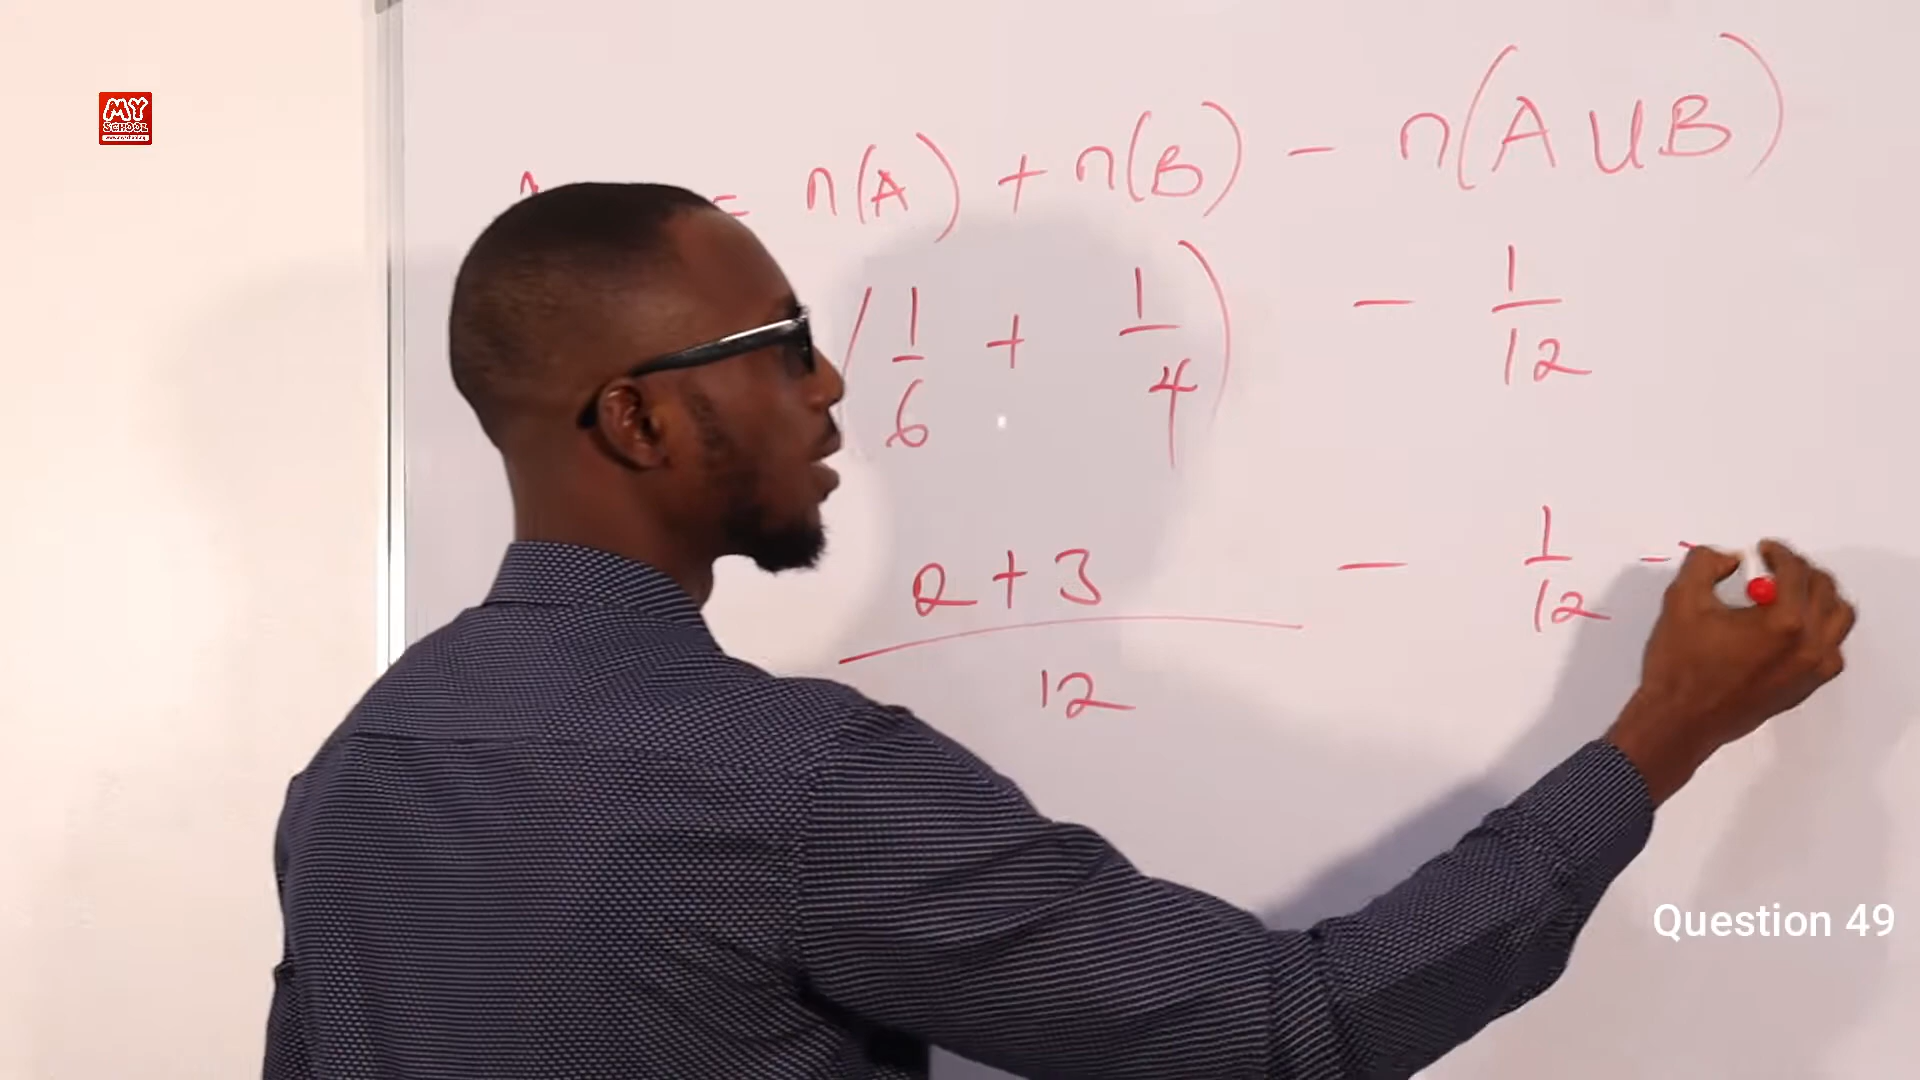 MY
SCHOOL
= n(A) + n(B) - n(A U B)
(1/6 + 1/4) - 1/12
2 + 3 / 12 - 1/12 -
Question 49